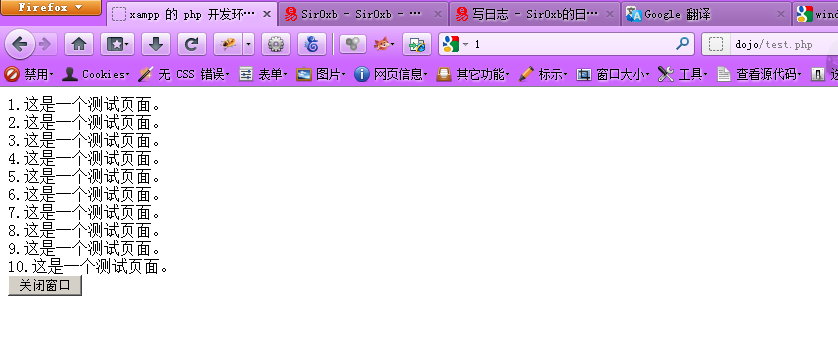 Firefox
xampp 的 php 开发环…
SirOxb - SirOxb - …
写日志 - SirOxb的日…
Google 翻译
wind
1
dojo/test.php
禁用
Cookies
无 CSS 错误
表单
图片
网页信息
其它功能
标示
窗口大小
工具
查看源代码
1.这是一个测试页面。
2.这是一个测试页面。
3.这是一个测试页面。
4.这是一个测试页面。
5.这是一个测试页面。
6.这是一个测试页面。
7.这是一个测试页面。
8.这是一个测试页面。
9.这是一个测试页面。
10.这是一个测试页面。
关闭窗口